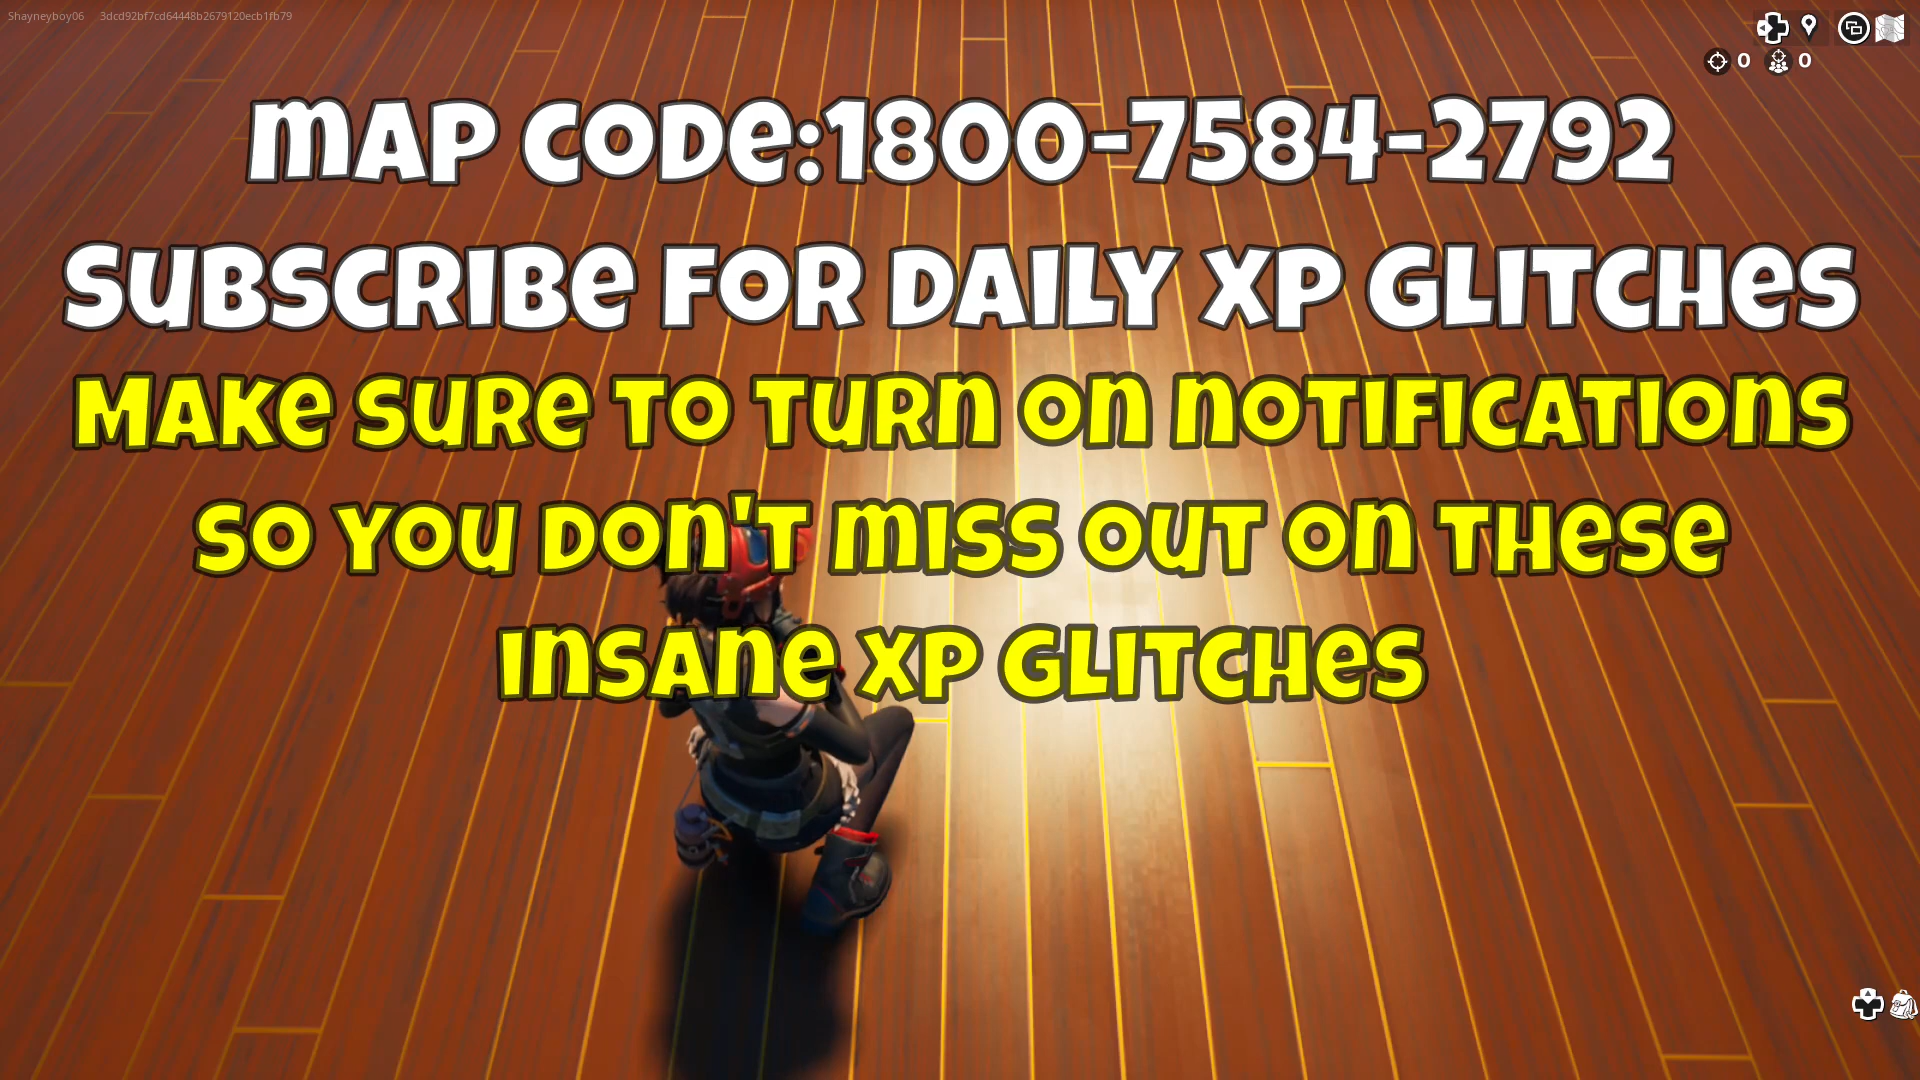 Shayneyboy06 3dcd92bf7cd64448b2679120ecb1fb79
0 0
MAP CODE:1800-7584-2792
SUBSCRIBE FOR DAILY XP GLITCHES
MAKE SURE TO TURN ON NOTIFICATIONS
SO YOU DON'T MISS OUT ON THESE
INSANE XP GLITCHES